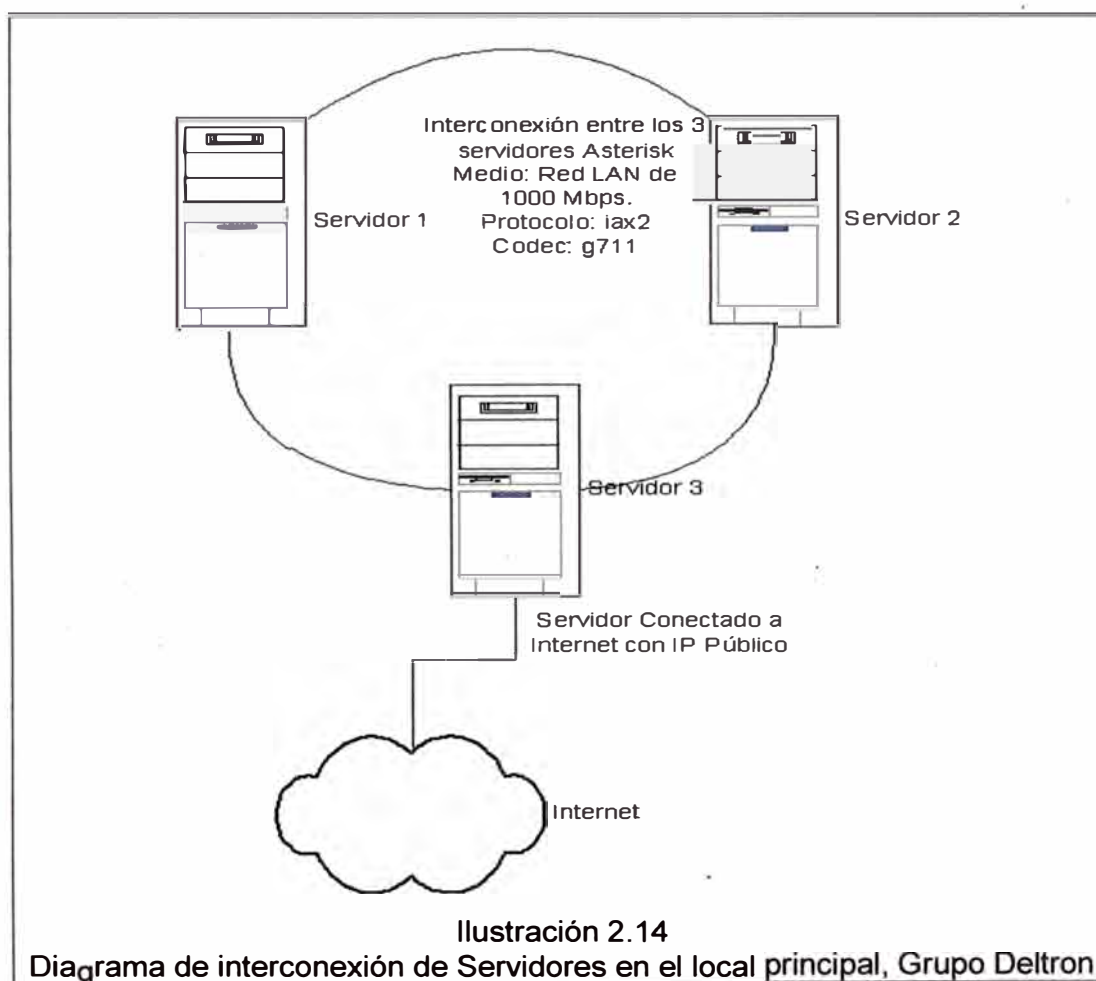 Interconexión entre los 3
servidores Asterisk
Medio: Red LAN de
1000 Mbps.
Protocolo: iax2
Codec: g711
Servidor 1
Servidor 2
Servidor 3
Servidor Conectado a
Internet con IP Público
Internet
Ilustración 2.14
Diagrama de interconexión de Servidores en el local principal, Grupo Deltron